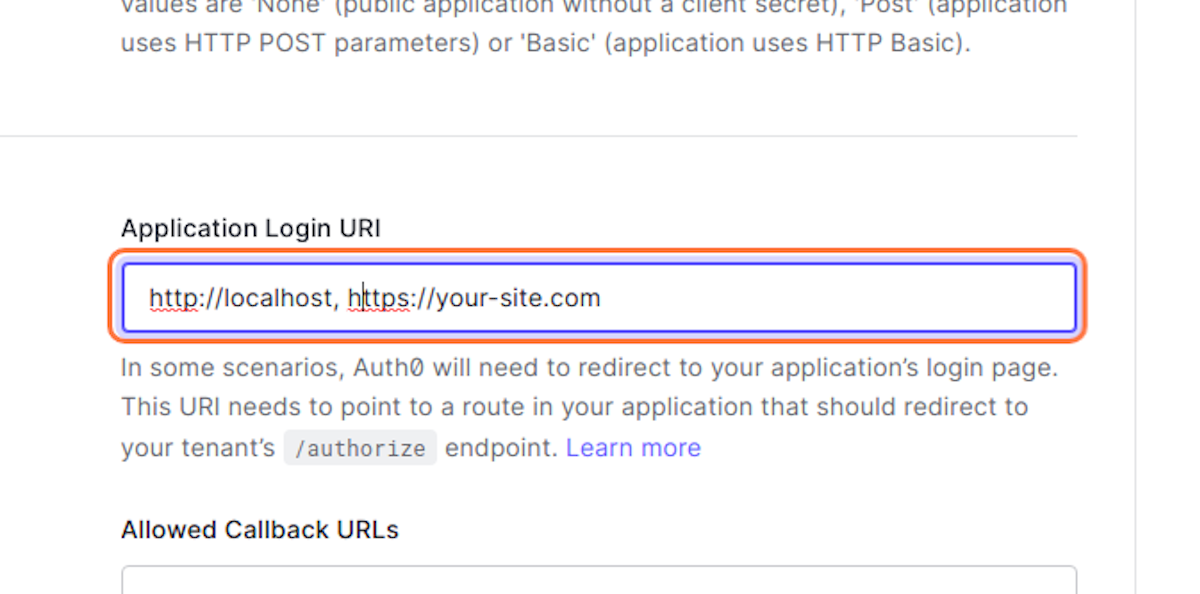 values are 'None' (public application without a client secret), 'Post' (application
uses HTTP POST parameters) or 'Basic' (application uses HTTP Basic).
Application Login URI
http://localhost, https://your-site.com
In some scenarios, Auth0 will need to redirect to your application's login page.
This URI needs to point to a route in your application that should redirect to
your tenant's /authorize endpoint. Learn more
Allowed Callback URLs